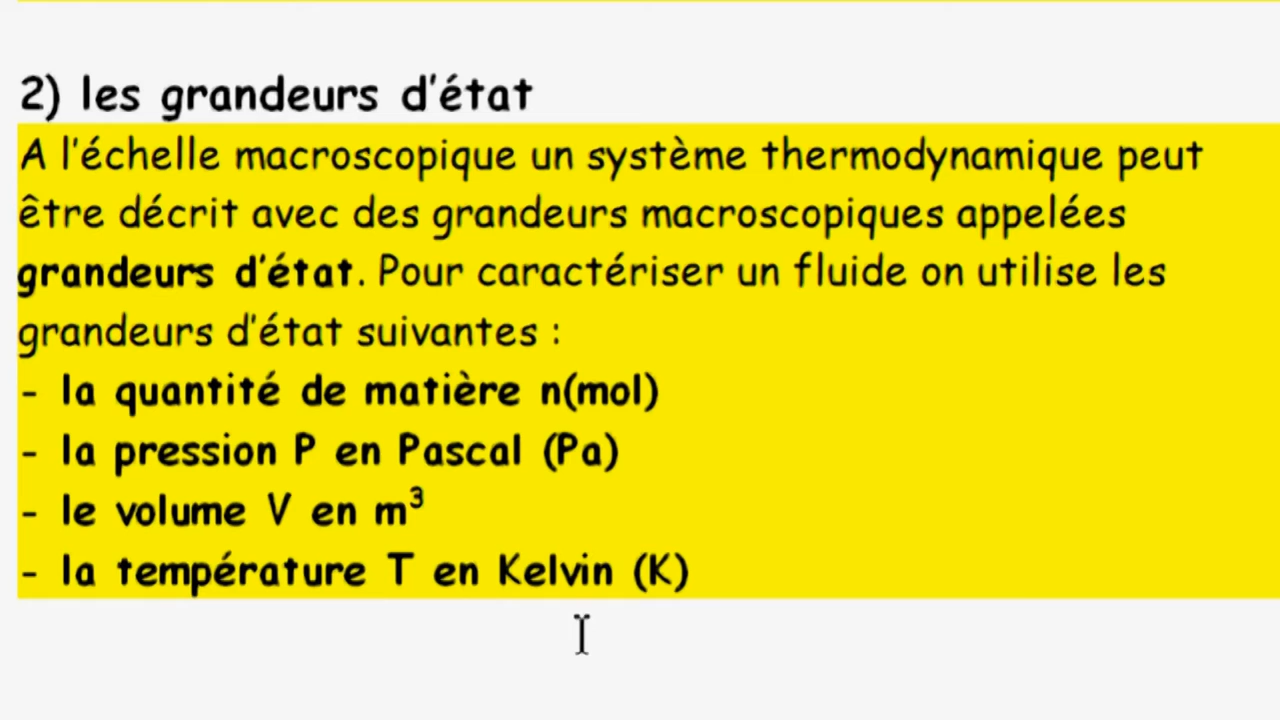 2) les grandeurs d'état
A l'échelle macroscopique un système thermodynamique peut
être décrit avec des grandeurs macroscopiques appelées
grandeurs d'état. Pour caractériser un fluide on utilise les
grandeurs d'état suivantes :
- la quantité de matière n(mol)
- la pression P en Pascal (Pa)
- le volume V en m³
- la température T en Kelvin (K)